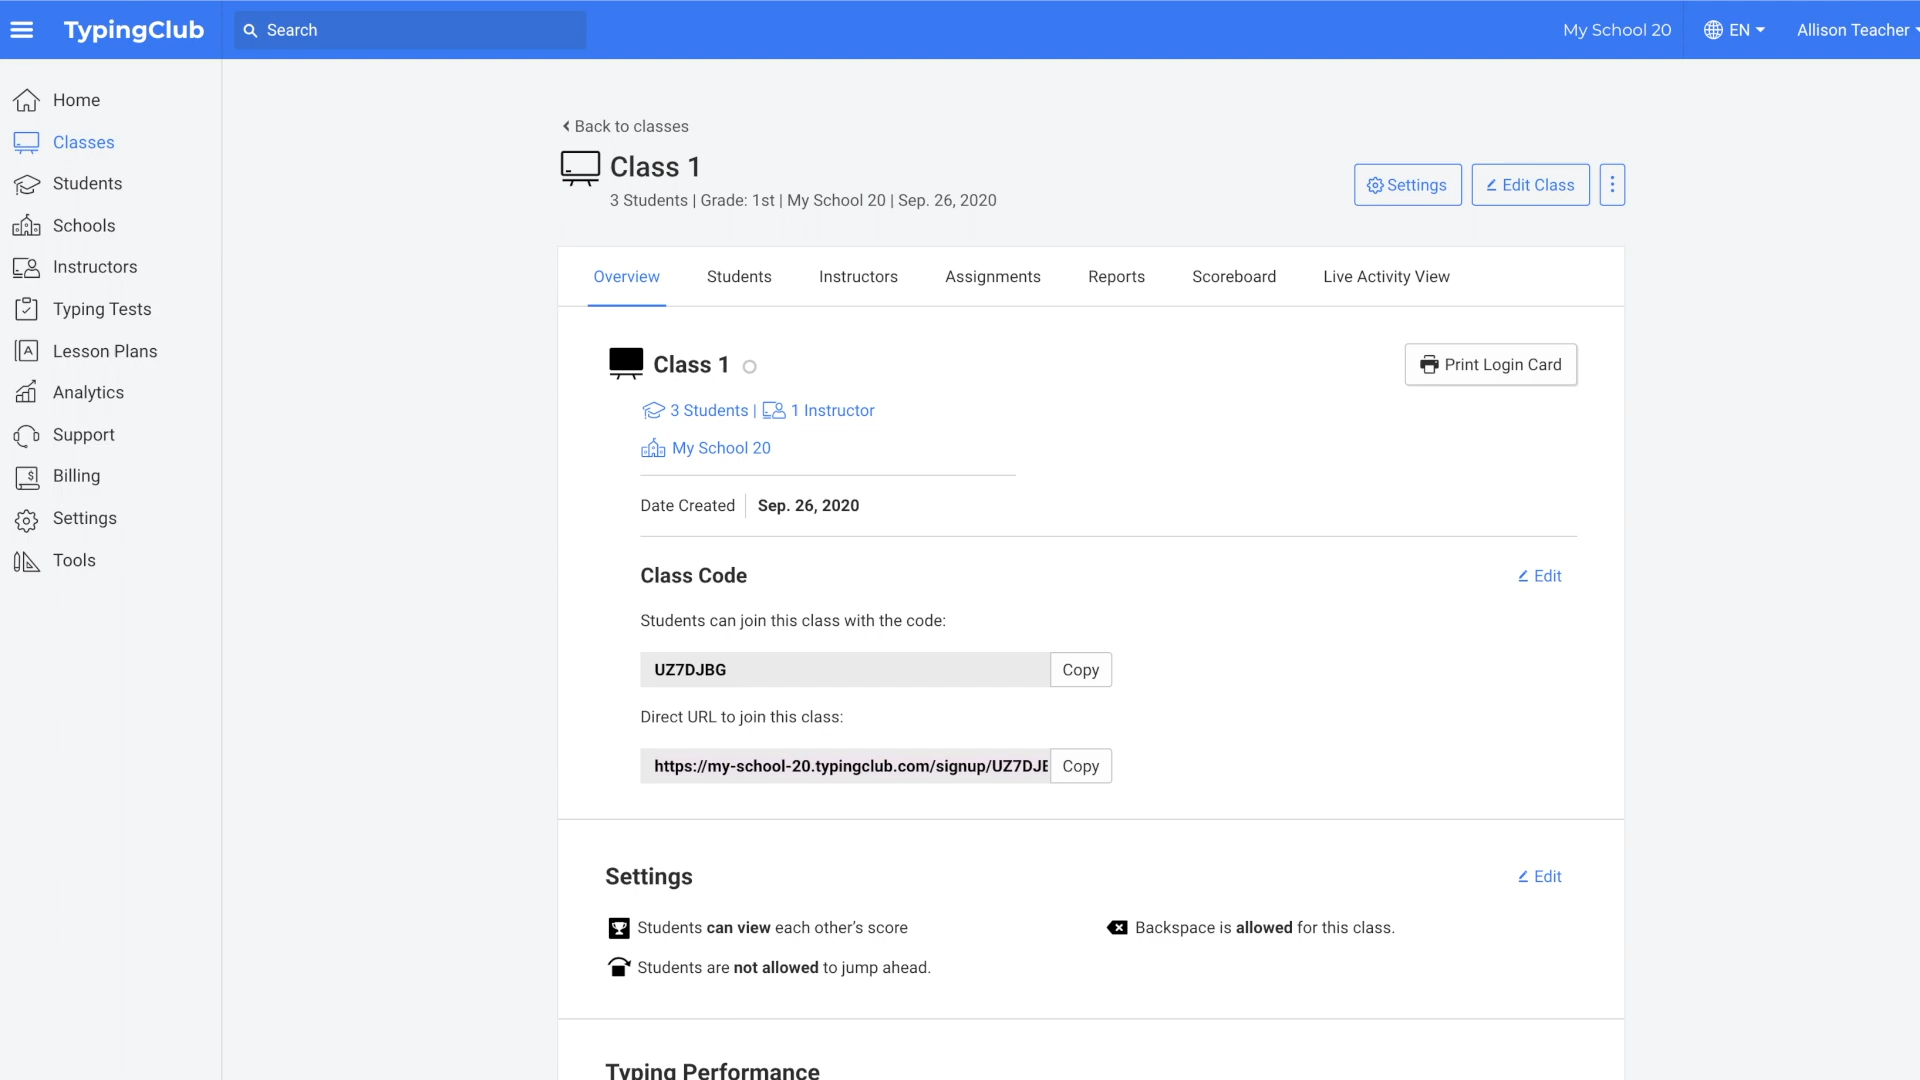 TypingClub
Search
My School 20
EN
Allison Teacher
Home
Classes
Students
Schools
Instructors
Typing Tests
Lesson Plans
Analytics
Support
Billing
Settings
Tools
Back to classes
Class 1
3 Students | Grade: 1st | My School 20 | Sep. 26, 2020
Settings
Edit Class
Overview
Students
Instructors
Assignments
Reports
Scoreboard
Live Activity View
Class 1
Print Login Card
3 Students | 1 Instructor
My School 20
Date Created
Sep. 26, 2020
Class Code
Edit
Students can join this class with the code:
UZ7DJBG
Copy
Direct URL to join this class:
https://my-school-20.typingclub.com/signup/UZ7DJB
Copy
Settings
Edit
Students can view each other's score
Backspace is allowed for this class.
Students are not allowed to jump ahead.
Typing Performance